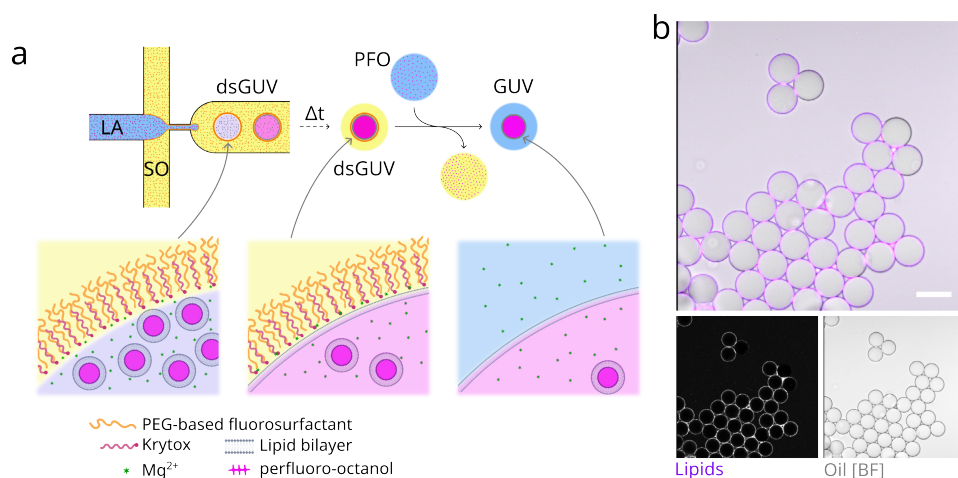 a
LA
SO
dsGUV
Δt
dsGUV
PFO
GUV
PEG-based fluorosurfactant
Krytox
Lipid bilayer
Mg²⁺
perfluoro-octanol
b
Lipids
Oil [BF]